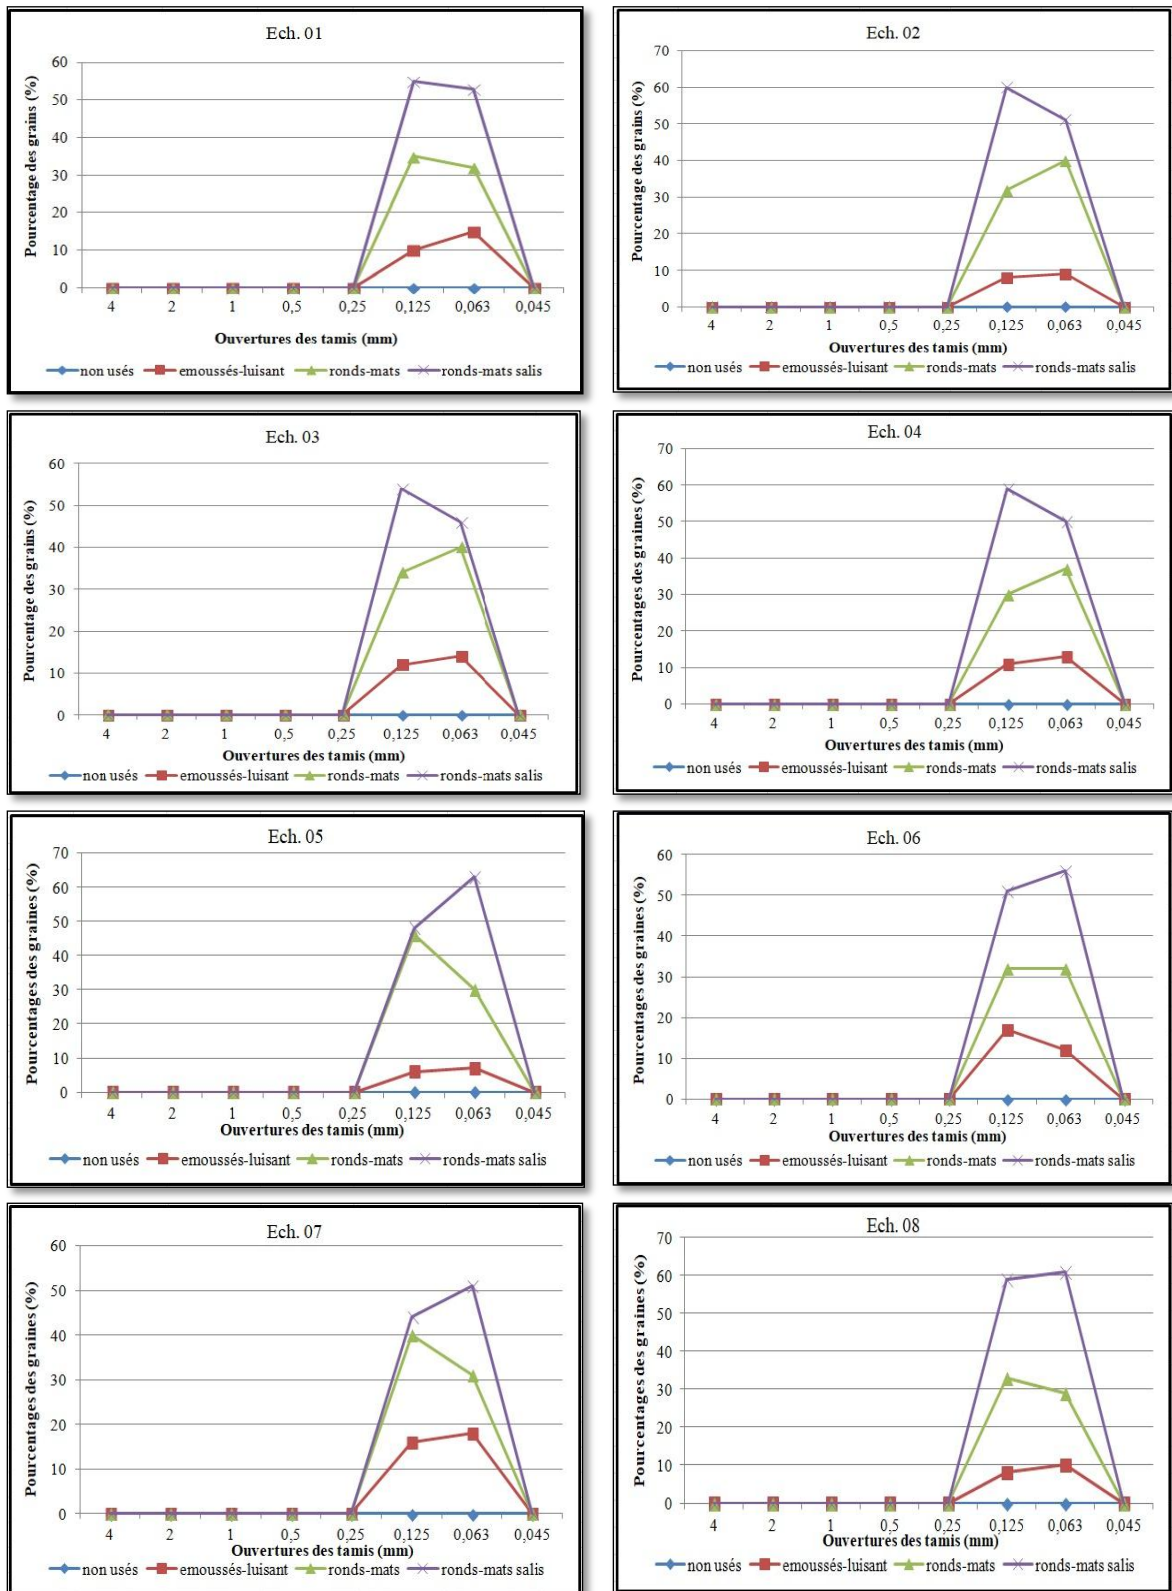 Ech. 01
Pourcentage des grains (%)
60
50
40
30
20
10
0
4 2 1 0,5 0,25 0,125 0,063 0,045
Ouvertures des tamis (mm)
non usés emoussés-luisant ronds-mats ronds-mats salis
Ech. 02
Pourcentage des grains (%)
70
60
50
40
30
20
10
0
4 2 1 0,5 0,25 0,125 0,063 0,045
Ouvertures des tamis (mm)
non usés emoussés-luisant ronds-mats ronds-mats salis
Ech. 03
Pourcentage des grains (%)
60
50
40
30
20
10
0
4 2 1 0,5 0,25 0,125 0,063 0,045
Ouvertures des tamis (mm)
non usés emoussés-luisant ronds-mats ronds-mats salis
Ech. 04
Pourcentages des graines (%)
70
60
50
40
30
20
10
0
4 2 1 0,5 0,25 0,125 0,063 0,045
Ouvertures des tamis (mm)
non usés emoussés-luisant ronds-mats ronds-mats salis
Ech. 05
Pourcentages des graines (%)
70
60
50
40
30
20
10
0
4 2 1 0,5 0,25 0,125 0,063 0,045
Ouvertures des tamis (mm)
non usés emoussés-luisant ronds-mats ronds-mats salis
Ech. 06
Pourcentages des graines (%)
60
50
40
30
20
10
0
4 2 1 0,5 0,25 0,125 0,063 0,045
Ouvertures des tamis (mm)
non usés emoussés-luisant ronds-mats ronds-mats salis
Ech. 07
Pourcentages des graines (%)
60
50
40
30
20
10
0
4 2 1 0,5 0,25 0,125 0,063 0,045
Ouvertures des tamis (mm)
non usés emoussés-luisant ronds-mats ronds-mats salis
Ech. 08
Pourcentages des graines (%)
70
60
50
40
30
20
10
0
4 2 1 0,5 0,25 0,125 0,063 0,045
Ouvertures des tamis (mm)
non usés emoussés-luisant ronds-mats ronds-mats salis